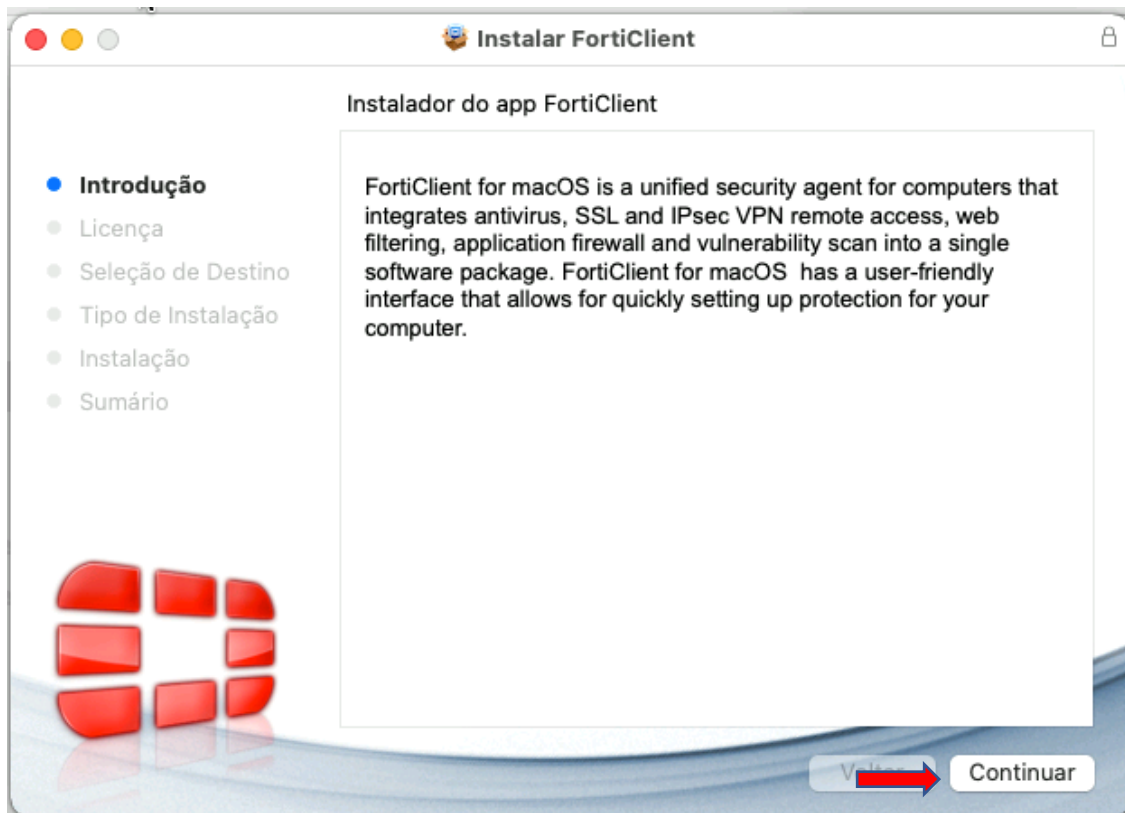 Instalar FortiClient
Instalador do app FortiClient
Introdução
Licença
Seleção de Destino
Tipo de Instalação
Instalação
Sumário
FortiClient for macOS is a unified security agent for computers that
integrates antivirus, SSL and IPsec VPN remote access, web
filtering, application firewall and vulnerability scan into a single
software package. FortiClient for macOS  has a user-friendly
interface that allows for quickly setting up protection for your
computer.
Continuar